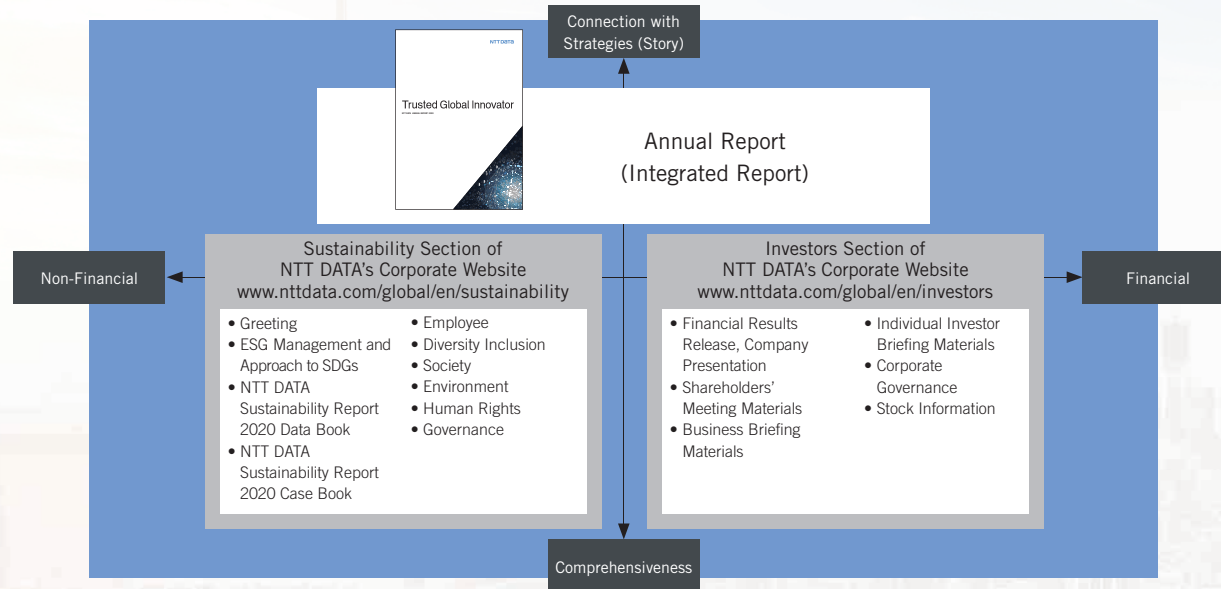 Connection with
Strategies (Story)
NTT DATA
Trusted Global Innovator
Annual Report
(Integrated Report)
Non-Financial
Financial
Sustainability Section of
NTT DATA's Corporate Website
www.nttdata.com/global/en/sustainability
• Greeting
• ESG Management and
Approach to SDGs
• NTT DATA
Sustainability Report
2020 Data Book
• NTT DATA
Sustainability Report
2020 Case Book
• Employee
• Diversity Inclusion
• Society
• Environment
• Human Rights
• Governance
Investors Section of
NTT DATA's Corporate Website
www.nttdata.com/global/en/investors
• Financial Results
Release, Company
Presentation
• Shareholders'
Meeting Materials
• Business Briefing
Materials
• Individual Investor
Briefing Materials
• Corporate
Governance
• Stock Information
Comprehensiveness